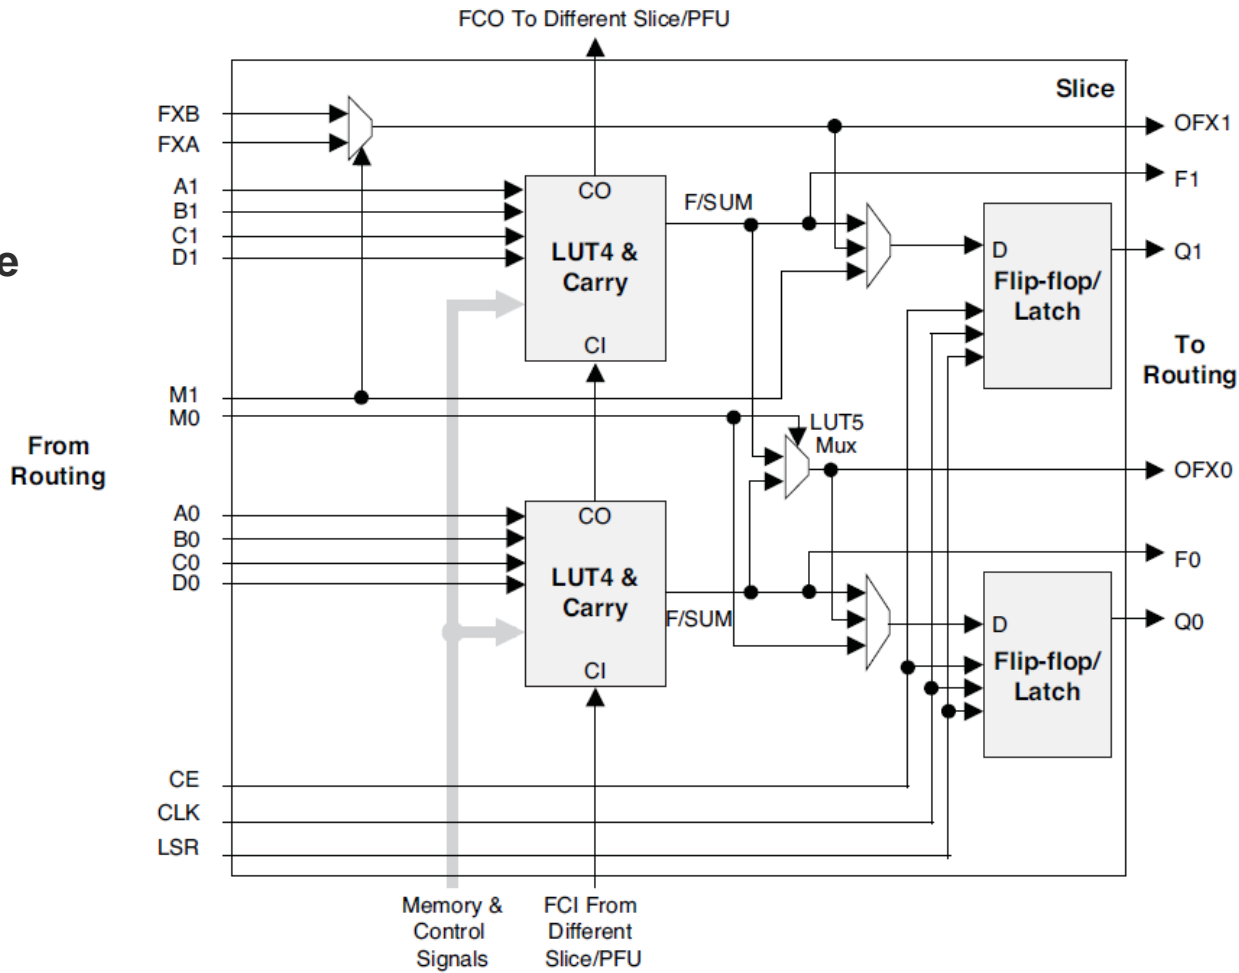 FCO To Different Slice/PFU
Slice
FXB
FXA
OFX1
F1
A1
B1
C1
D1
CO
LUT4 &
Carry
CI
F/SUM
D
Flip-flop/
Latch
Q1
e
To
Routing
M1
M0
From
Routing
LUT5
Mux
OFX0
A0
B0
C0
D0
CO
LUT4 &
Carry
CI
F/SUM
F0
D
Flip-flop/
Latch
Q0
CE
CLK
LSR
Memory &
Control
Signals
FCI From
Different
Slice/PFU